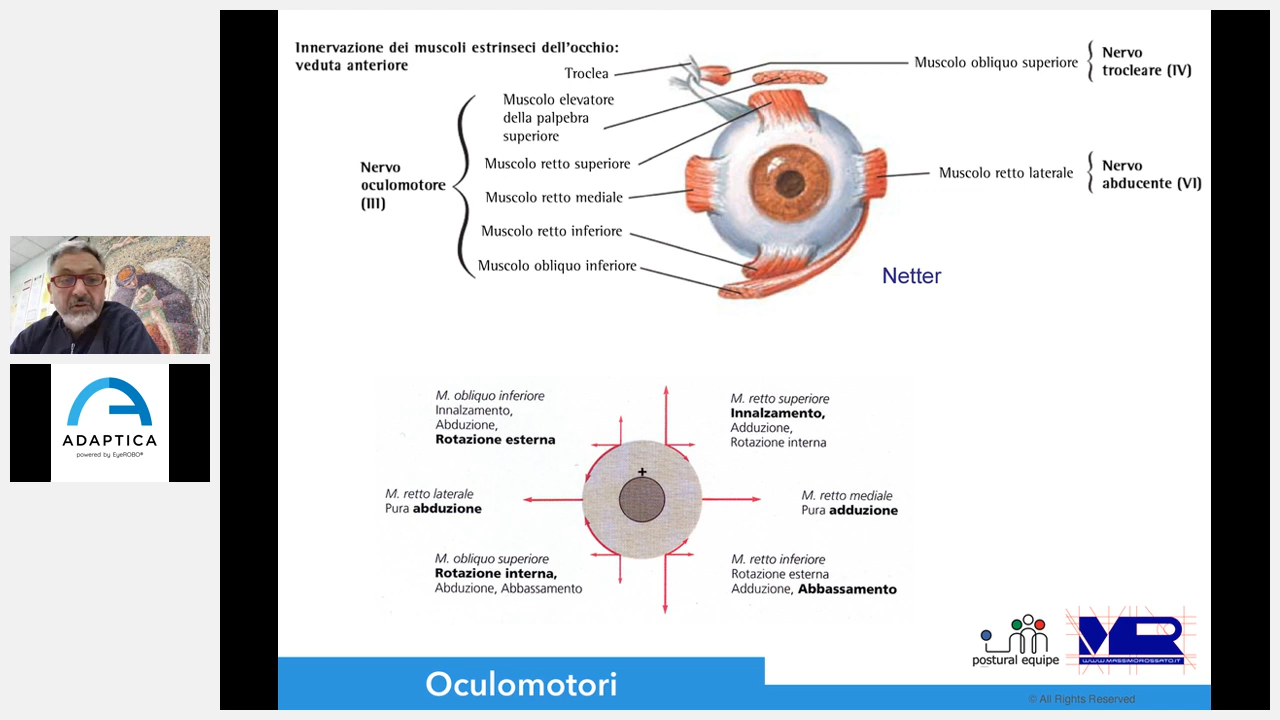 Innervazione dei muscoli estrinseci dell'occhio:
veduta anteriore
Troclea
Muscolo elevatore
della palpebra
superiore
Muscolo retto superiore
Muscolo retto mediale
Muscolo retto inferiore
Muscolo obliquo inferiore
Nervo
oculomotore
(III)
Muscolo obliquo superiore
Nervo
trocleare (IV)
Muscolo retto laterale
Nervo
abducente (VI)
Netter
M. obliquo inferiore
Innalzamento,
Abduzione,
Rotazione esterna
M. retto superiore
Innalzamento,
Adduzione,
Rotazione interna
M. retto laterale
Pura abduzione
+
M. retto mediale
Pura adduzione
M. obliquo superiore
Rotazione interna,
Abduzione, Abbassamento
M. retto inferiore
Rotazione esterna
Adduzione, Abbassamento
ADAPTICA
powered by EyeROBO®
postural equipe
MR
WWW.MASSIMOROSSATO.IT
Oculomotori
© All Rights Reserved